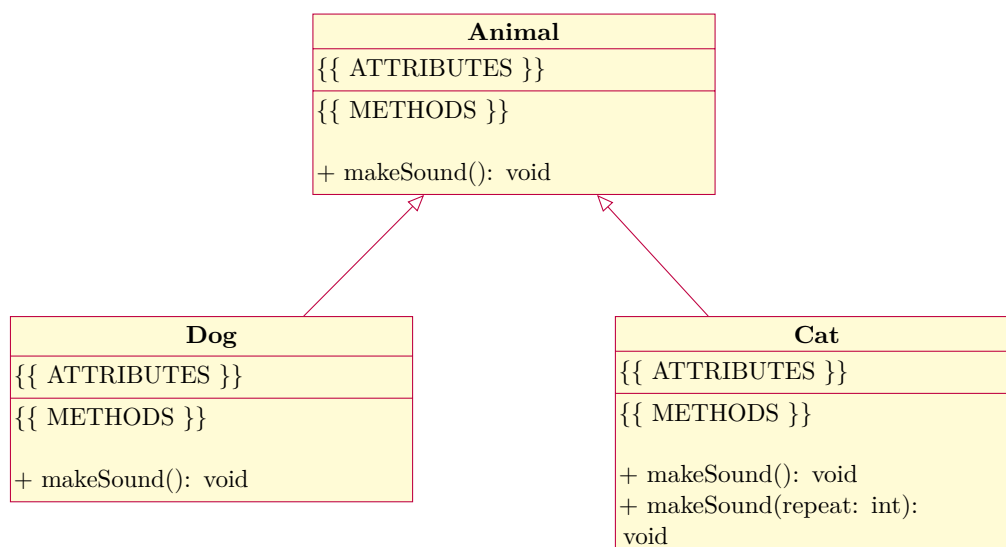 Animal
{{ ATTRIBUTES }}
{{ METHODS }}
+ makeSound(): void
Dog
{{ ATTRIBUTES }}
{{ METHODS }}
+ makeSound(): void
Cat
{{ ATTRIBUTES }}
{{ METHODS }}
+ makeSound(): void
+ makeSound(repeat: int):
void